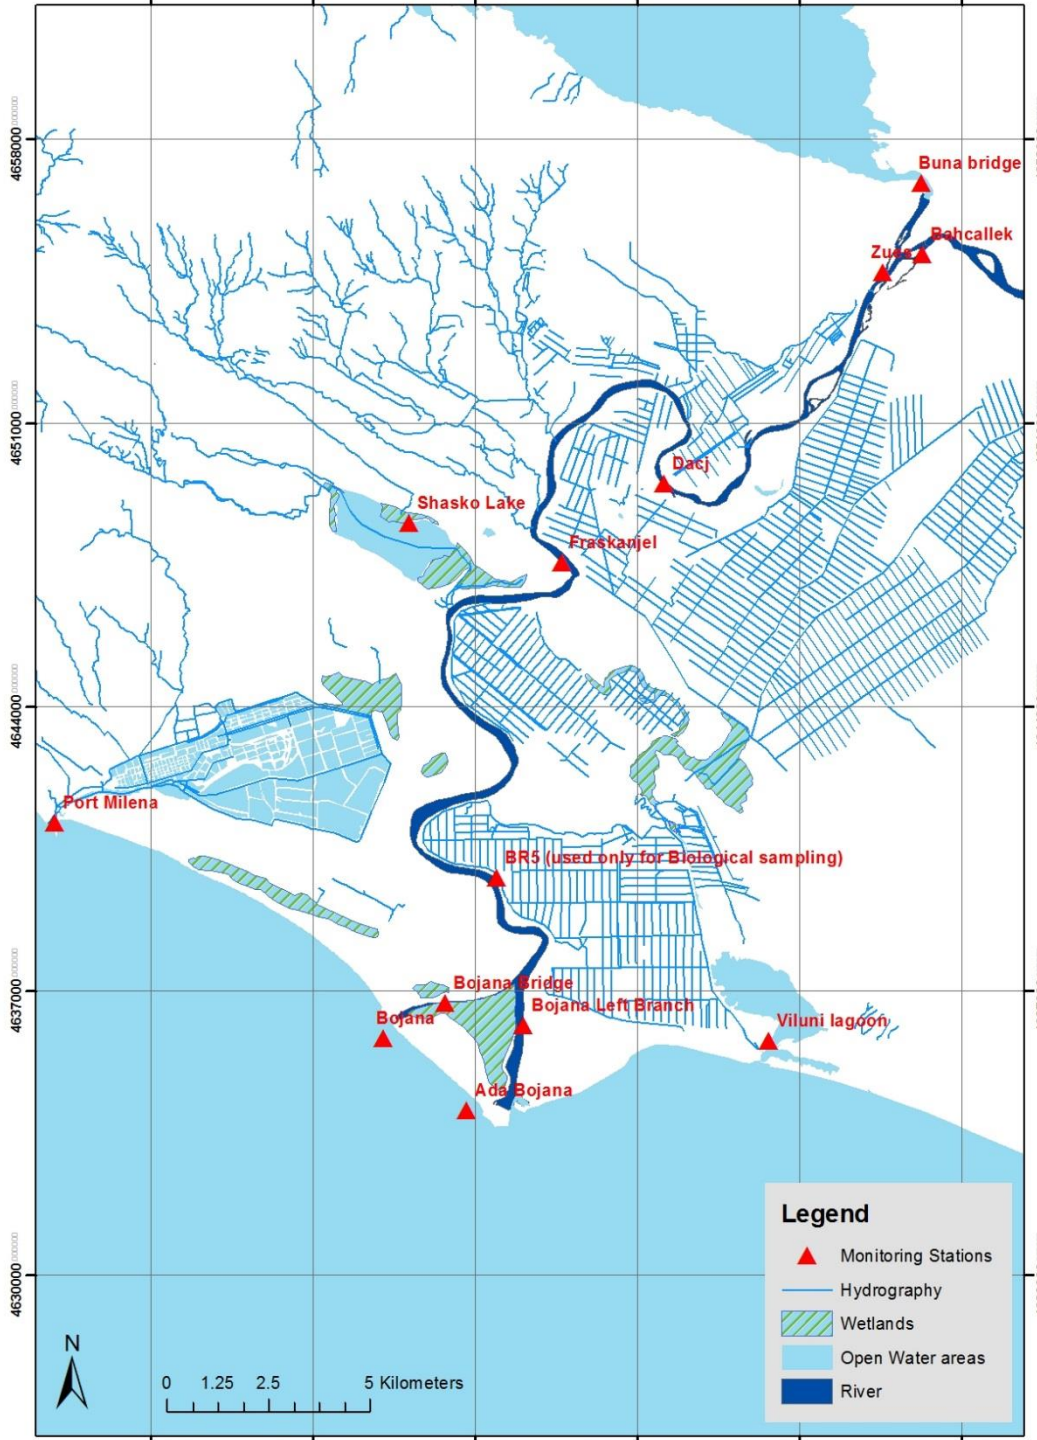 4658000
Buna bridge
Bahcallek
Zues
4651000
Dacj
Shasko Lake
Fraskanjel
4644000
Port Milena
BR5 (used only for Biological sampling)
4637000
Bojana Bridge
Bojana Left Branch
Bojana
Viluni lagoon
Ada Bojana
Legend
Monitoring Stations
4630000
Hydrography
Wetlands
Open Water areas
River
N
0 1.25 2.5 5 Kilometers